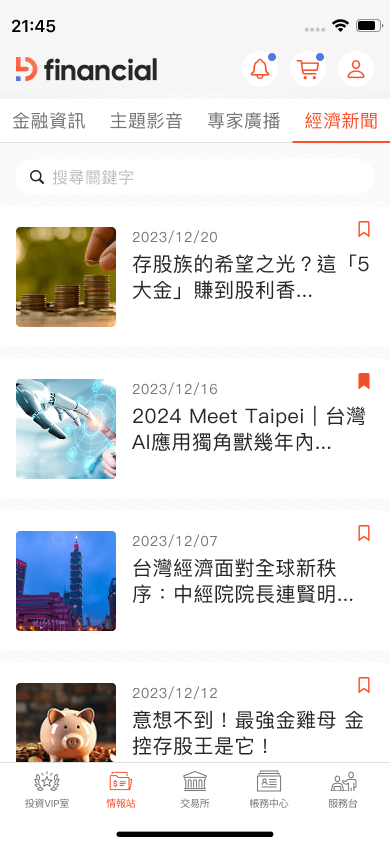 21:45
financial
金融資訊 主題影音 專家廣播 經濟新聞
搜尋關鍵字
2023/12/20
存股族的希望之光？這「5
大金」賺到股利香...
2023/12/16
2024 Meet Taipei｜台灣
AI應用獨角獸幾年內...
2023/12/07
台灣經濟面對全球新秩
序：中經院院長連賢明...
2023/12/12
意想不到！最強金雞母 金
控存股王是它！
投資VIP室 情報站 交易所 帳務中心 服務台